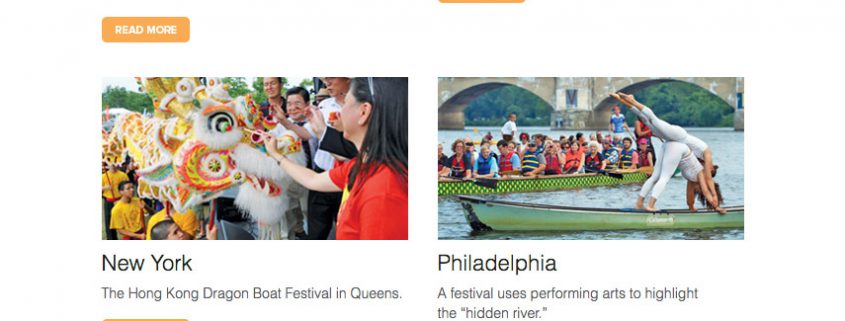 READ MORE
New York
Philadelphia
The Hong Kong Dragon Boat Festival in Queens.
A festival uses performing arts to highlight
the “hidden river.”